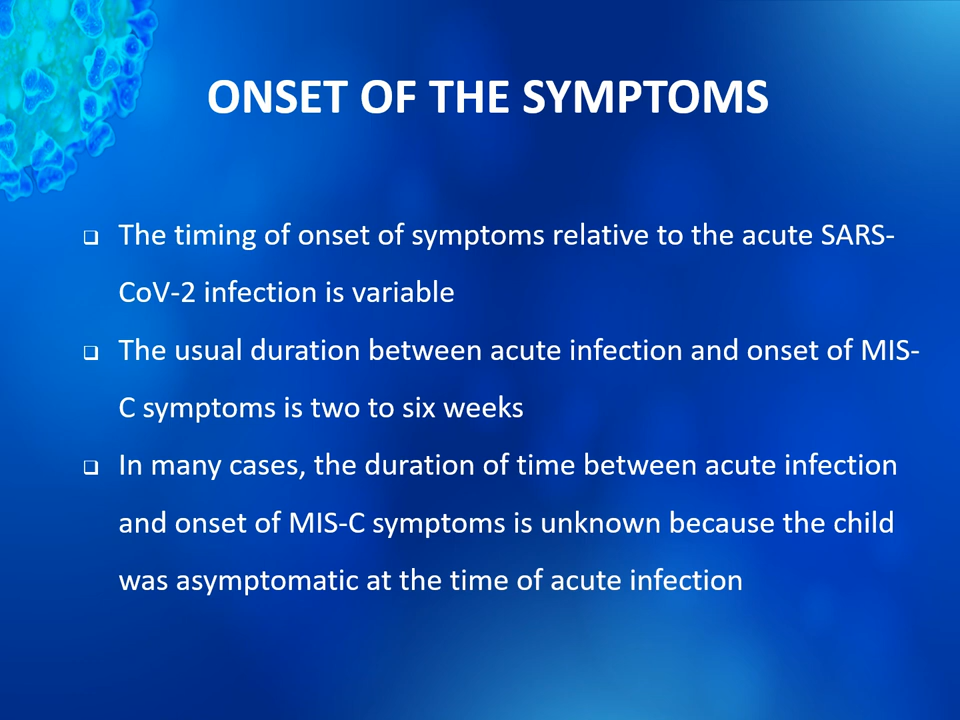 ONSET OF THE SYMPTOMS
The timing of onset of symptoms relative to the acute SARS-
CoV-2 infection is variable
The usual duration between acute infection and onset of MIS-
C symptoms is two to six weeks
In many cases, the duration of time between acute infection
and onset of MIS-C symptoms is unknown because the child
was asymptomatic at the time of acute infection